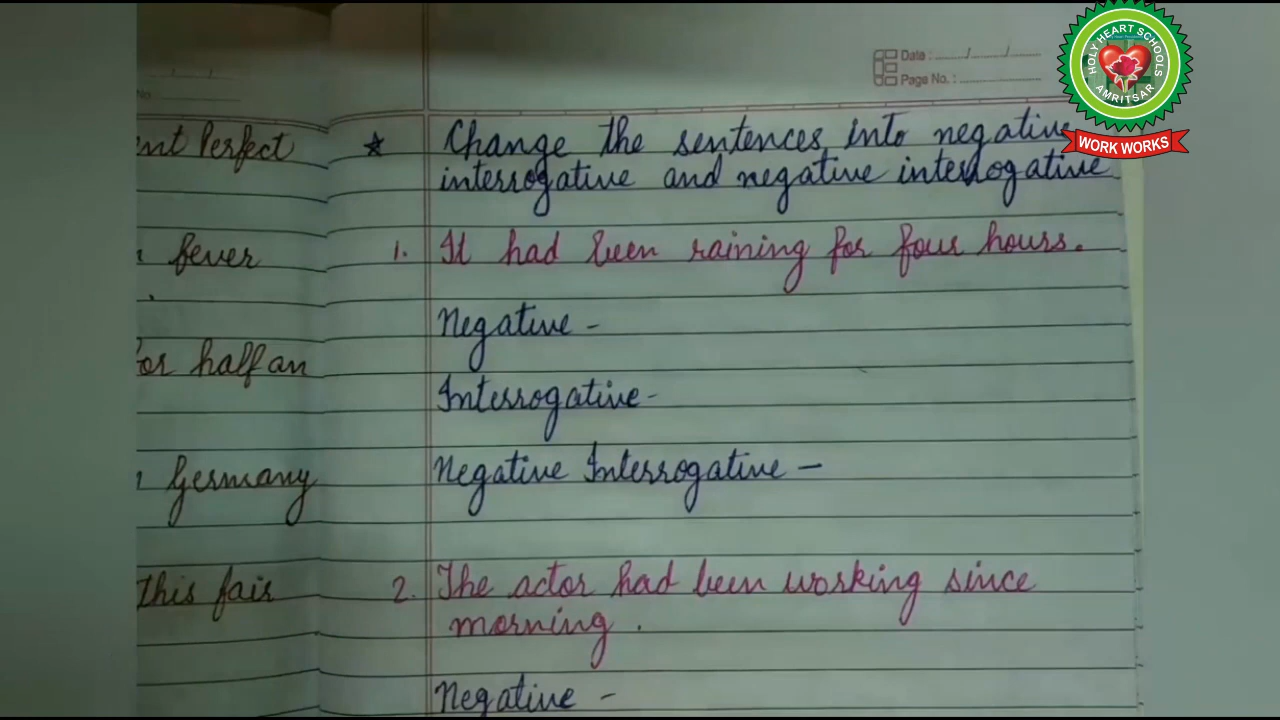 Date : ....../....../......
Page No. : ..................
HOLY HEART SCHOOLS
AMRITSAR
WORK WORKS
nt Perfect
fever
or half an
Germany
this fair
★ Change the sentences into negative
interrogative and negative interrogative
1. It had been raining for four hours.
Negative -
Interrogative -
Negative Interrogative -
2. The actor had been working since
morning.
Negative -